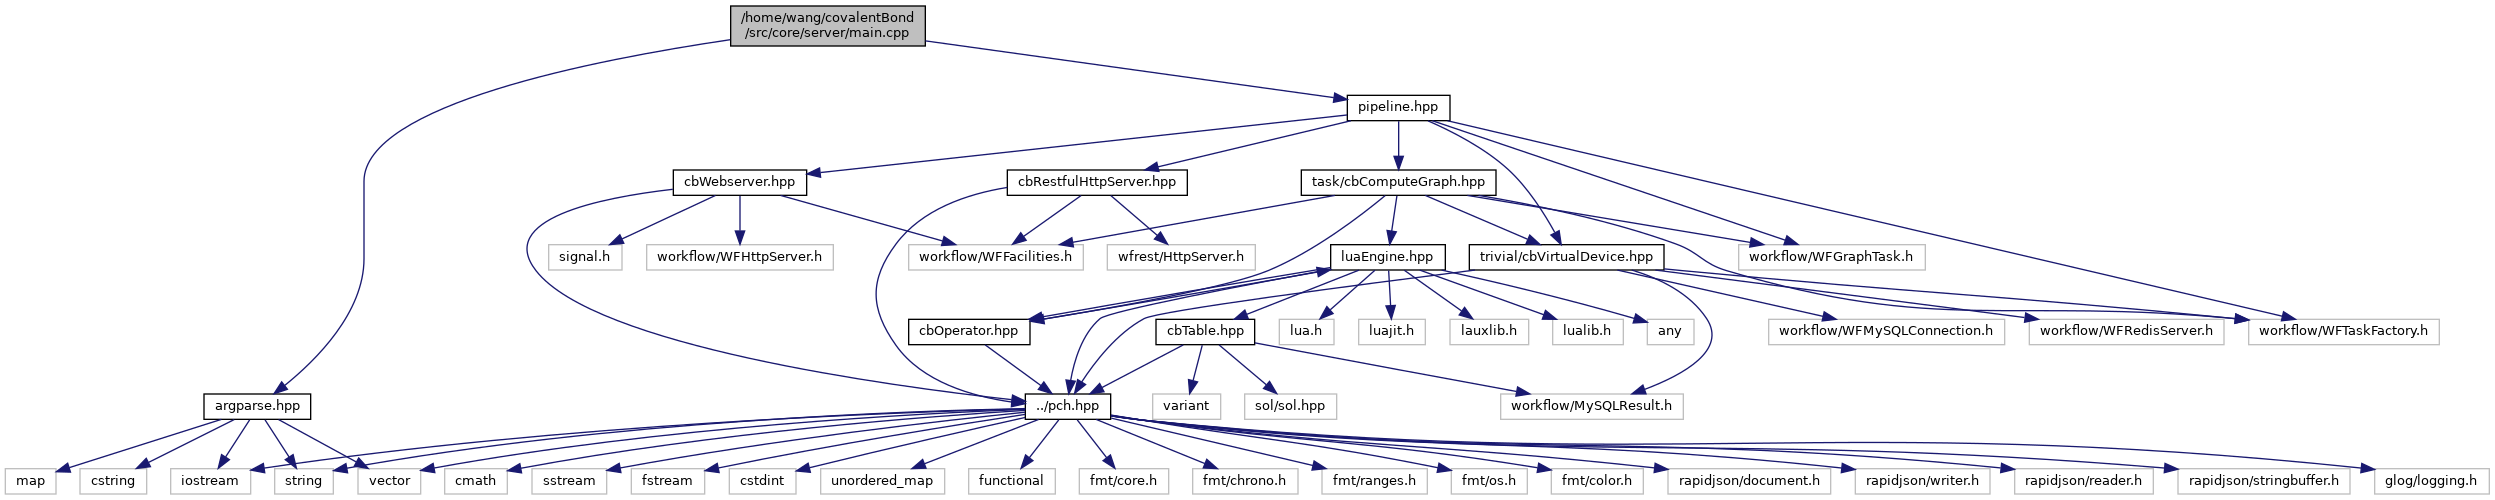 /home/wang/covalentBond
/src/core/server/main.cpp
pipeline.hpp
cbWebserver.hpp
cbRestfulHttpServer.hpp
task/cbComputeGraph.hpp
signal.h
workflow/WFHttpServer.h
workflow/WFFacilities.h
wfrest/HttpServer.h
luaEngine.hpp
trivial/cbVirtualDevice.hpp
workflow/WFGraphTask.h
cbOperator.hpp
cbTable.hpp
lua.h
luajit.h
lauxlib.h
lualib.h
any
workflow/WFMySQLConnection.h
workflow/WFRedisServer.h
workflow/WFTaskFactory.h
argparse.hpp
../pch.hpp
variant
sol/sol.hpp
workflow/MySQLResult.h
map
cstring
iostream
string
vector
cmath
sstream
fstream
cstdint
unordered_map
functional
fmt/core.h
fmt/chrono.h
fmt/ranges.h
fmt/os.h
fmt/color.h
rapidjson/document.h
rapidjson/writer.h
rapidjson/reader.h
rapidjson/stringbuffer.h
glog/logging.h